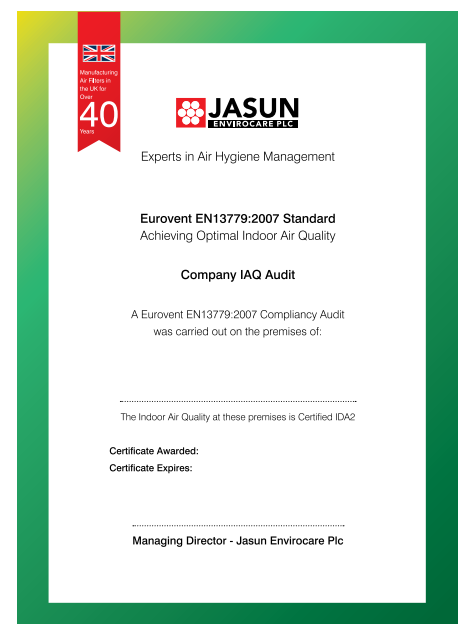 Manufacturing
Air Filters in
the UK for
Over
40
Years
JASUN
ENVIROCARE PLC
Experts in Air Hygiene Management
Eurovent EN13779:2007 Standard
Achieving Optimal Indoor Air Quality
Company IAQ Audit
A Eurovent EN13779:2007 Compliancy Audit
was carried out on the premises of:
The Indoor Air Quality at these premises is Certified IDA2
Certificate Awarded:
Certificate Expires:
Managing Director - Jasun Envirocare Plc